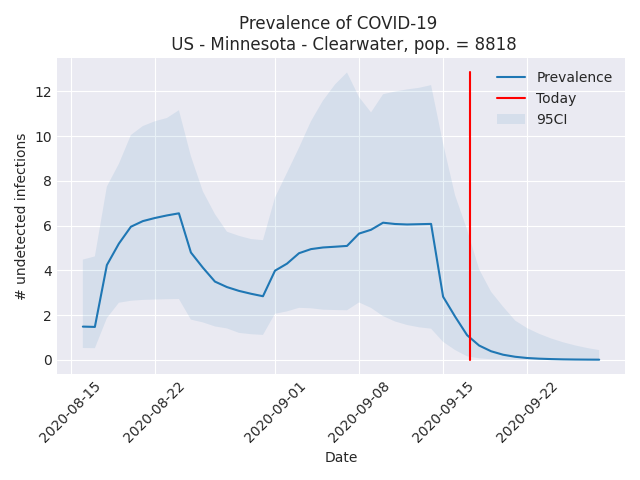 Prevalence of COVID-19
US - Minnesota - Clearwater, pop. = 8818
Prevalence
Today
95CI
# undetected infections
12
10
8
6
4
2
0
2020-08-15
2020-08-22
2020-09-01
2020-09-08
2020-09-15
2020-09-22
Date